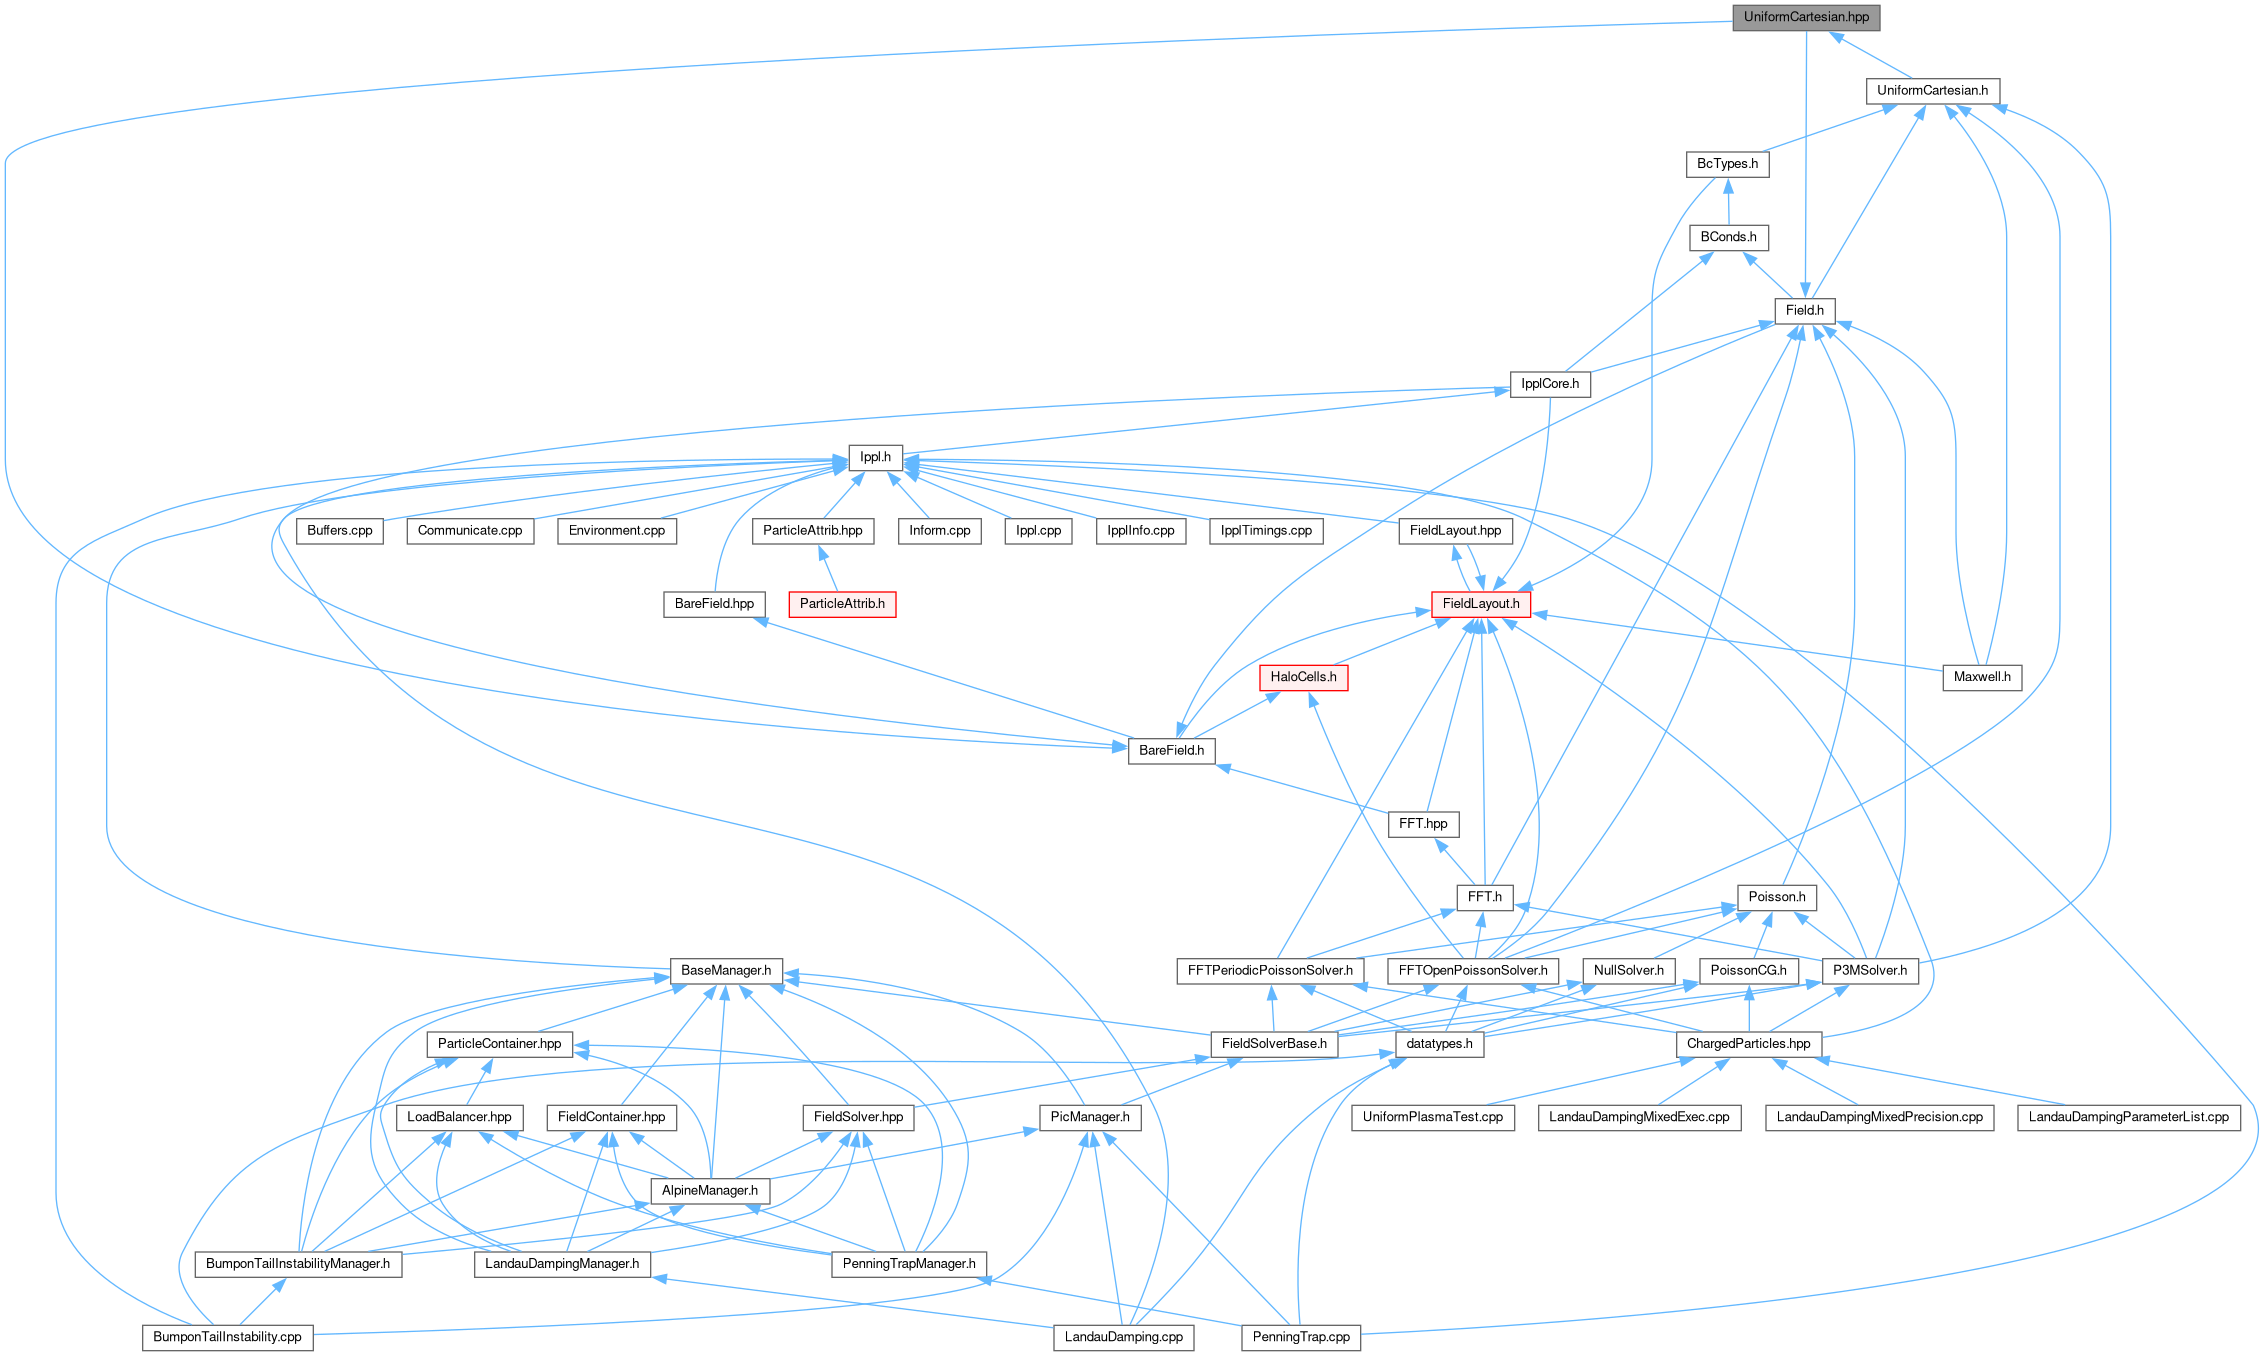 UniformCartesian.hpp
UniformCartesian.h
BcTypes.h
BConds.h
Field.h
IpplCore.h
Ippl.h
Buffers.cpp
Communicate.cpp
Environment.cpp
ParticleAttrib.hpp
Inform.cpp
Ippl.cpp
IpplInfo.cpp
IpplTimings.cpp
FieldLayout.hpp
BareField.hpp
ParticleAttrib.h
FieldLayout.h
HaloCells.h
Maxwell.h
BareField.h
FFT.hpp
FFT.h
Poisson.h
BaseManager.h
FFTPeriodicPoissonSolver.h
FFTOpenPoissonSolver.h
NullSolver.h
PoissonCG.h
P3MSolver.h
ParticleContainer.hpp
FieldSolverBase.h
datatypes.h
ChargedParticles.hpp
LoadBalancer.hpp
FieldContainer.hpp
FieldSolver.hpp
PicManager.h
UniformPlasmaTest.cpp
LandauDampingMixedExec.cpp
LandauDampingMixedPrecision.cpp
LandauDampingParameterList.cpp
AlpineManager.h
BumponTailInstabilityManager.h
LandauDampingManager.h
PenningTrapManager.h
BumponTailInstability.cpp
LandauDamping.cpp
PenningTrap.cpp